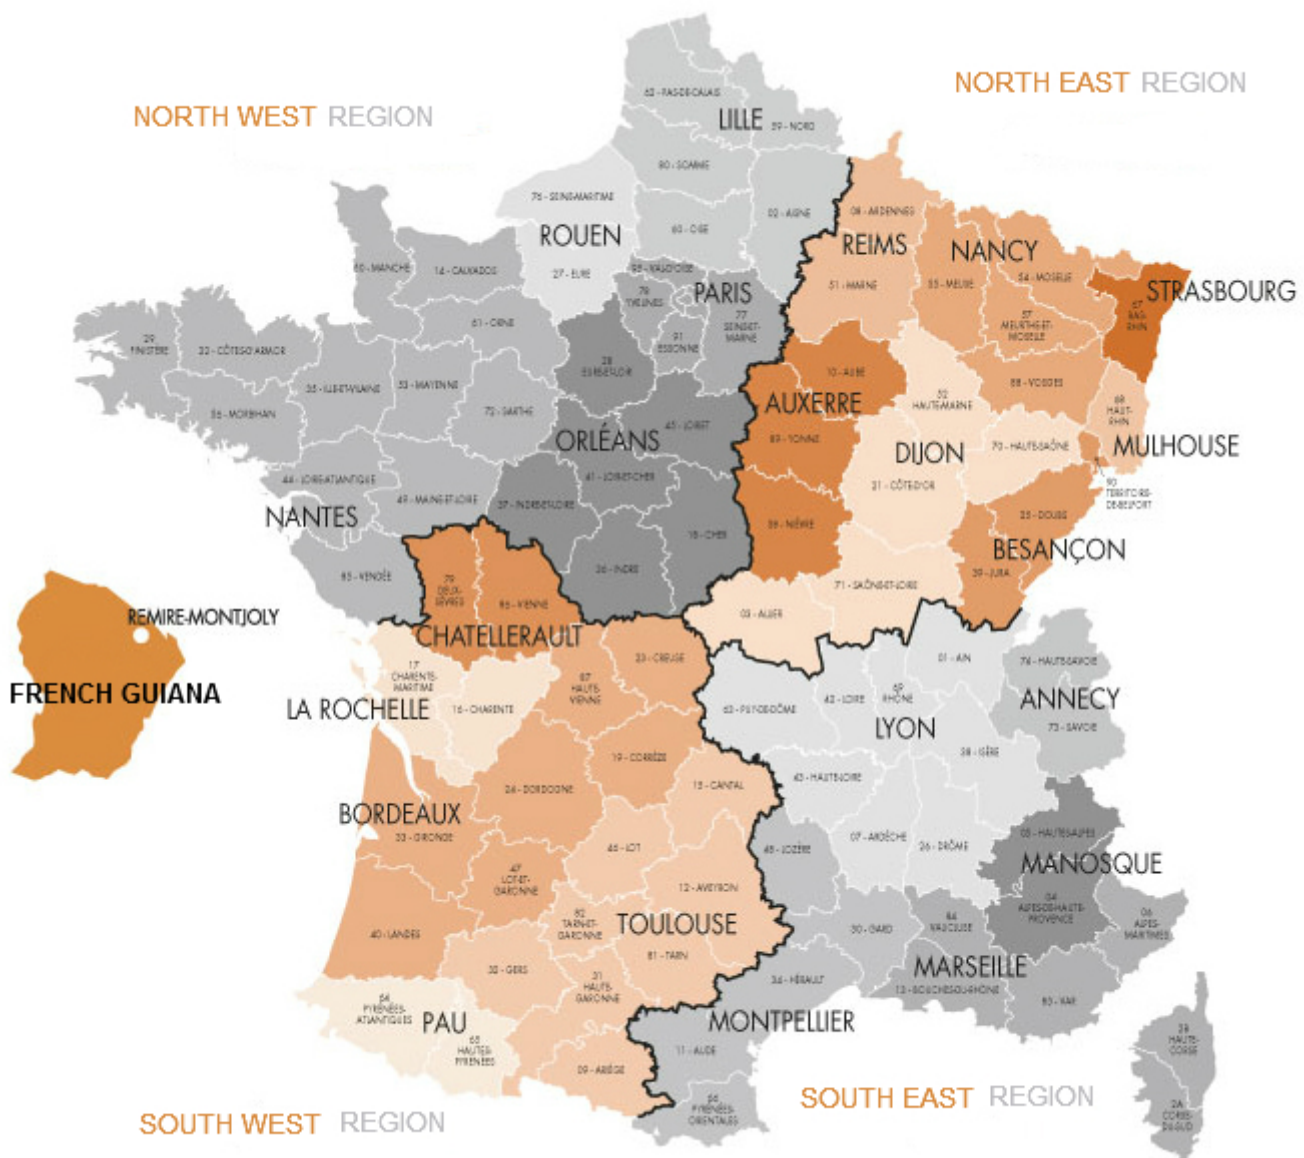 NORTH WEST REGION
NORTH EAST REGION
62 - PAS-DE-CALAIS
LILLE
59 - NORD
80 - SOMME
76 - SEINE-MARITIME
02 - AISNE
08 - ARDENNES
60 - OISE
ROUEN
REIMS
NANCY
50 - MANCHE
14 - CALVADOS
27 - EURE
95 - VAL-D'OISE
54 - MOSELLE
78
YVELINES
PARIS
51 - MARNE
55 - MEUSE
STRASBOURG
67
BAS-
RHIN
61 - ORNE
77
SEINE-ET-
MARNE
57
MEURTHE-ET-
MOSELLE
91
ESSONNE
29
FINISTÈRE
22 - CÔTES-D'ARMOR
28
EURE-ET-LOIR
10 - AUBE
35 - ILLE-ET-VILAINE
53 - MAYENNE
88 - VOSGES
52
HAUTE-MARNE
68
HAUT-
RHIN
56 - MORBIHAN
72 - SARTHE
AUXERRE
45 - LOIRET
ORLÉANS
89 - YONNE
70 - HAUTE-SAÔNE
MULHOUSE
DIJON
44 - LOIRE-ATLANTIQUE
41 - LOIR-ET-CHER
21 - CÔTE-D'OR
90
TERRITOIRE-
DE-BELFORT
49 - MAINE-ET-LOIRE
37 - INDRE-ET-LOIRE
NANTES
25 - DOUBS
58 - NIÈVRE
18 - CHER
BESANÇON
85 - VENDÉE
36 - INDRE
39 - JURA
79
DEUX-
SÈVRES
71 - SAÔNE-ET-LOIRE
86 - VIENNE
03 - ALLIER
REMIRE-MONTJOLY
CHATELLERAULT
FRENCH GUIANA
17
CHARENTE-
MARITIME
23 - CREUSE
01 - AIN
74 - HAUTE-SAVOIE
87
HAUTE-
VIENNE
69
RHÔNE
42 - LOIRE
ANNECY
LA ROCHELLE
16 - CHARENTE
63 - PUY-DE-DÔME
LYON
73 - SAVOIE
19 - CORRÈZE
38 - ISÈRE
43 - HAUTE-LOIRE
15 - CANTAL
24 - DORDOGNE
BORDEAUX
33 - GIRONDE
05 - HAUTES-ALPES
07 - ARDÈCHE
26 - DRÔME
48 - LOZÈRE
46 - LOT
MANOSQUE
47
LOT-ET-
GARONNE
12 - AVEYRON
04
ALPES-DE-HAUTE-
PROVENCE
06
ALPES-
MARITIMES
82
TARN-ET-
GARONNE
TOULOUSE
84
VAUCLUSE
30 - GARD
40 - LANDES
81 - TARN
32 - GERS
MARSEILLE
13 - BOUCHES-DU-RHÔNE
31
HAUTE-
GARONNE
34 - HÉRAULT
83 - VAR
64
PYRÉNÉES-
ATLANTIQUES
PAU
MONTPELLIER
65
HAUTES-
PYRÉNÉES
11 - AUDE
2B
HAUTE-
CORSE
09 - ARIÈGE
SOUTH EAST REGION
66
PYRÉNÉES-
ORIENTALES
2A
CORSE-
DU-SUD
SOUTH WEST REGION